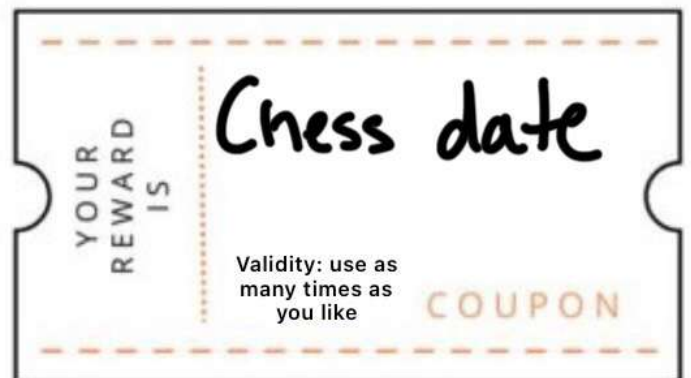 YOUR
REWARD
IS
Chess date
Validity: use as
many times as
you like
COUPON